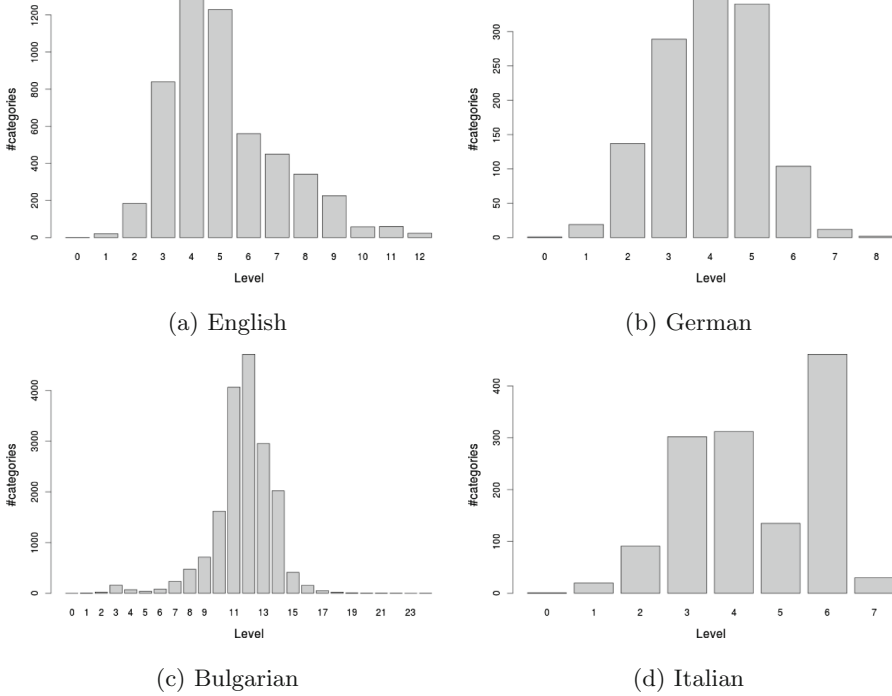 #categories
0 200 400 600 800 1000 1200
0 1 2 3 4 5 6 7 8 9 10 11 12
Level
(a) English
#categories
0 50 100 150 200 250 300
0 1 2 3 4 5 6 7 8
Level
(b) German
#categories
0 1000 2000 3000 4000
0 1 2 3 4 5 6 7 8 9 11 13 15 17 19 21 23
Level
(c) Bulgarian
#categories
0 100 200 300 400
0 1 2 3 4 5 6 7
Level
(d) Italian